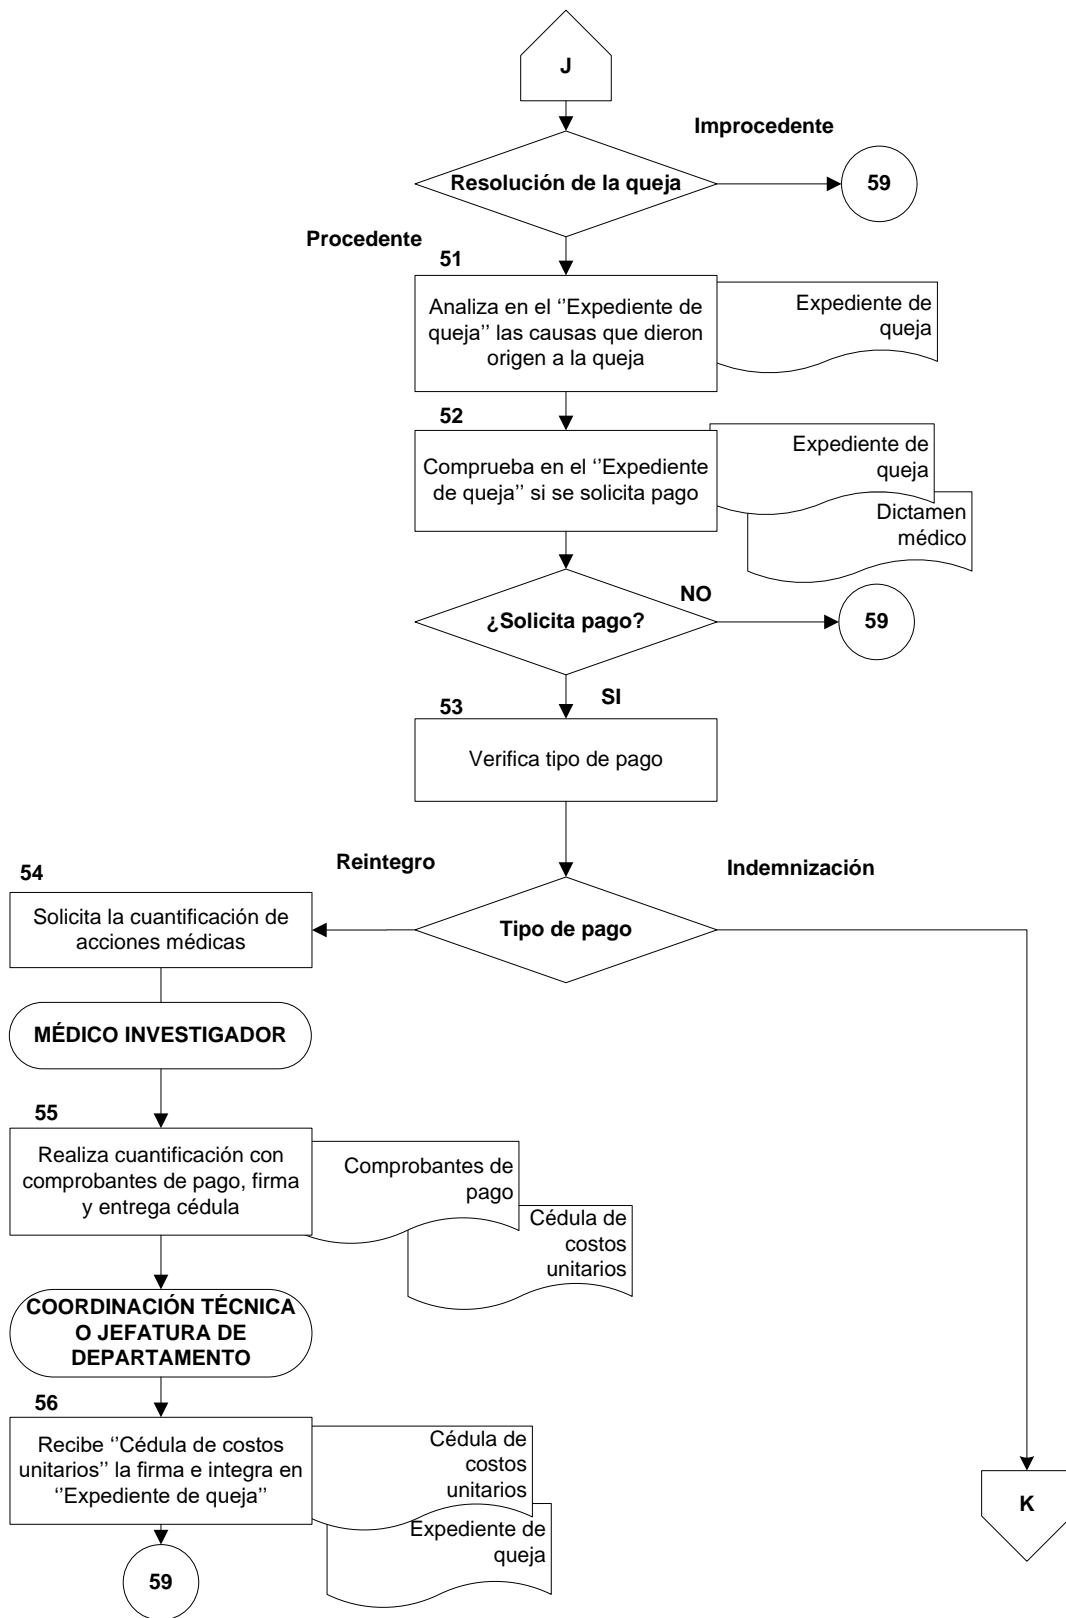 J
Improcedente
Resolución de la queja
59
Procedente
51
Analiza en el ‘‘Expediente de
queja’’ las causas que dieron
origen a la queja
Expediente de
queja
52
Comprueba en el ‘‘Expediente
de queja’’ si se solicita pago
Expediente de
queja
Dictamen
médico
¿Solicita pago?
NO
59
SI
53
Verifica tipo de pago
Reintegro
Indemnización
54
Solicita la cuantificación de
acciones médicas
Tipo de pago
MÉDICO INVESTIGADOR
55
Realiza cuantificación con
comprobantes de pago, firma
y entrega cédula
Comprobantes de
pago
Cédula de
costos
unitarios
COORDINACIÓN TÉCNICA
O JEFATURA DE
DEPARTAMENTO
56
Recibe ‘‘Cédula de costos
unitarios’’ la firma e integra en
‘‘Expediente de queja’’
Cédula de
costos
unitarios
Expediente de
queja
K
59